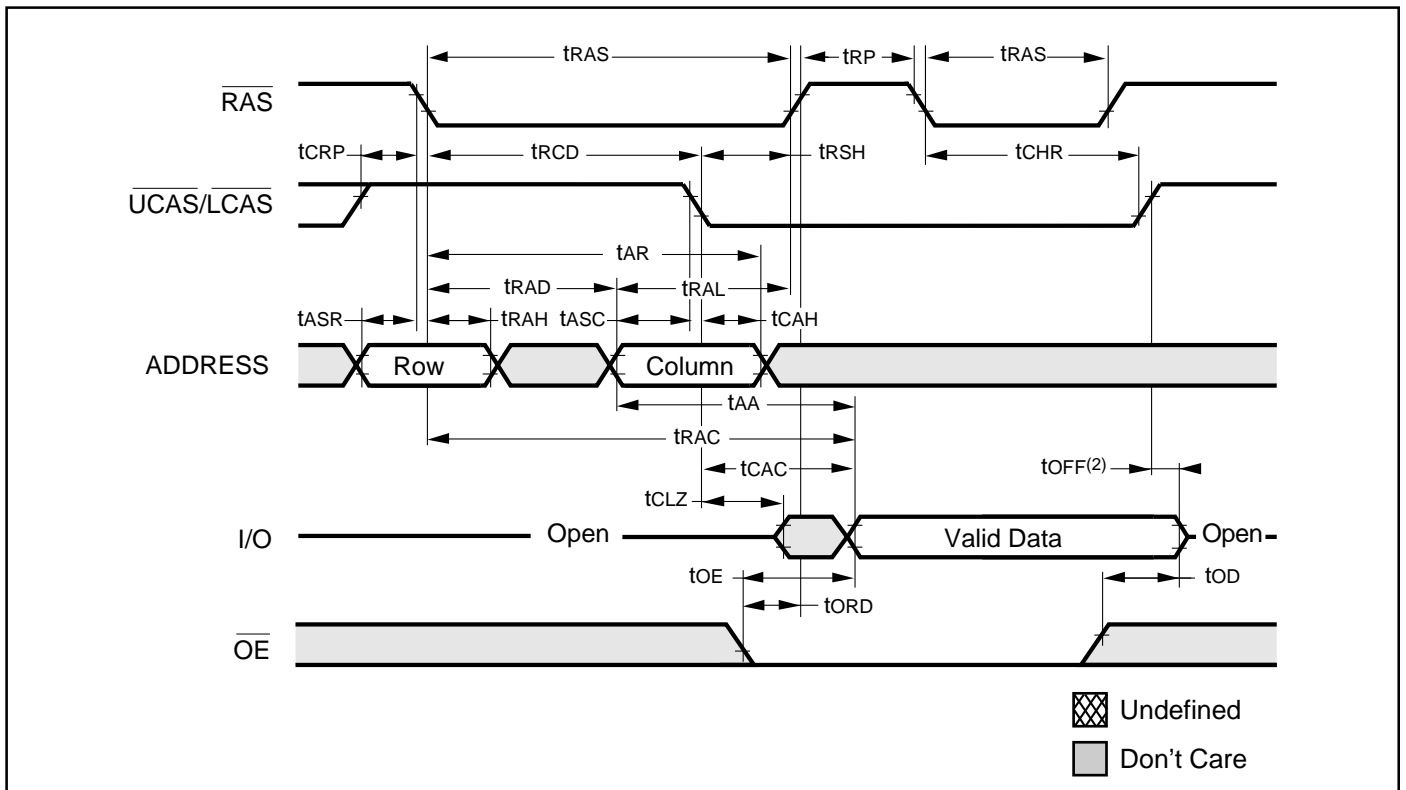 tRAS tRP tRAS
RAS
tCRP tRCD tRSH tCHR
UCAS/LCAS
tAR
tRAD tRAL
tASR tRAH tASC tCAH
ADDRESS Row Column
tAA
tRAC
tCAC tOFF(2)
tCLZ
I/O Open Valid Data Open
tOE tOD
tORD
OE
Undefined
Don't Care